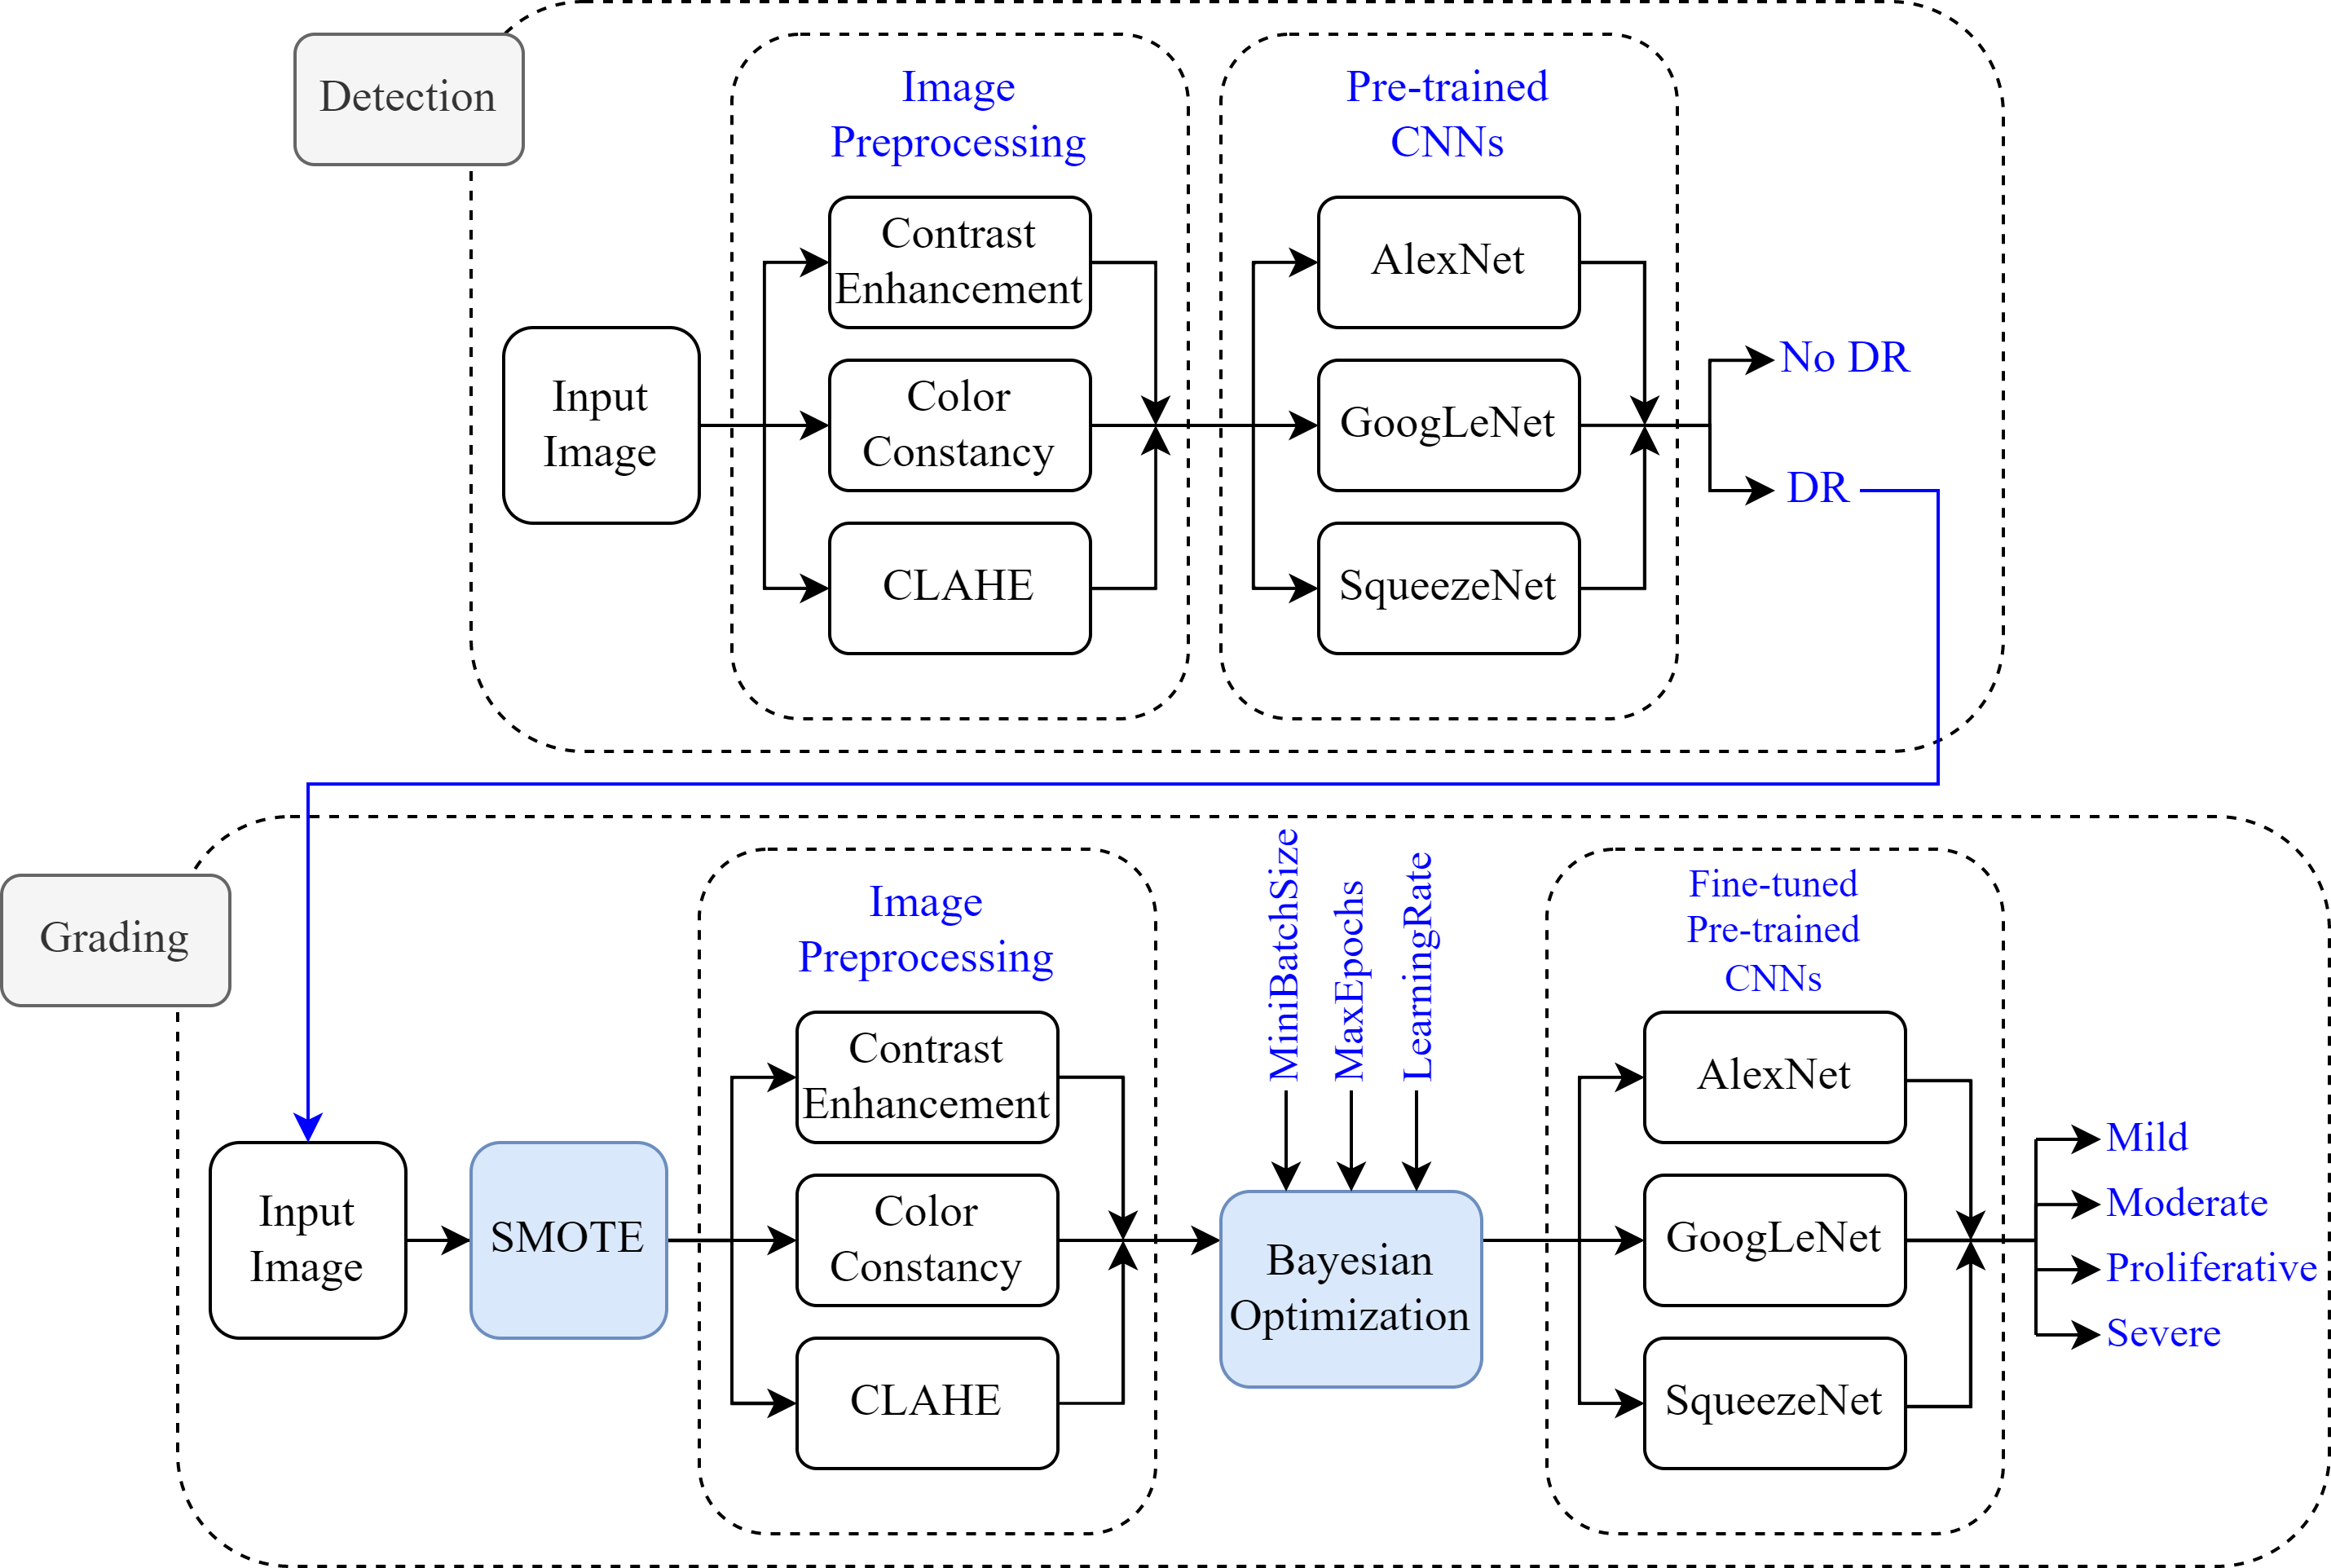 Detection
Image
Preprocessing
Pre-trained
CNNs
Input
Image
Contrast
Enhancement
Color
Constancy
CLAHE
AlexNet
GoogLeNet
SqueezeNet
No DR
DR
Grading
Input
Image
SMOTE
Image
Preprocessing
Contrast
Enhancement
Color
Constancy
CLAHE
MiniBatchSize
MaxEpochs
LearningRate
Bayesian
Optimization
Fine-tuned
Pre-trained
CNNs
AlexNet
GoogLeNet
SqueezeNet
Mild
Moderate
Proliferative
Severe